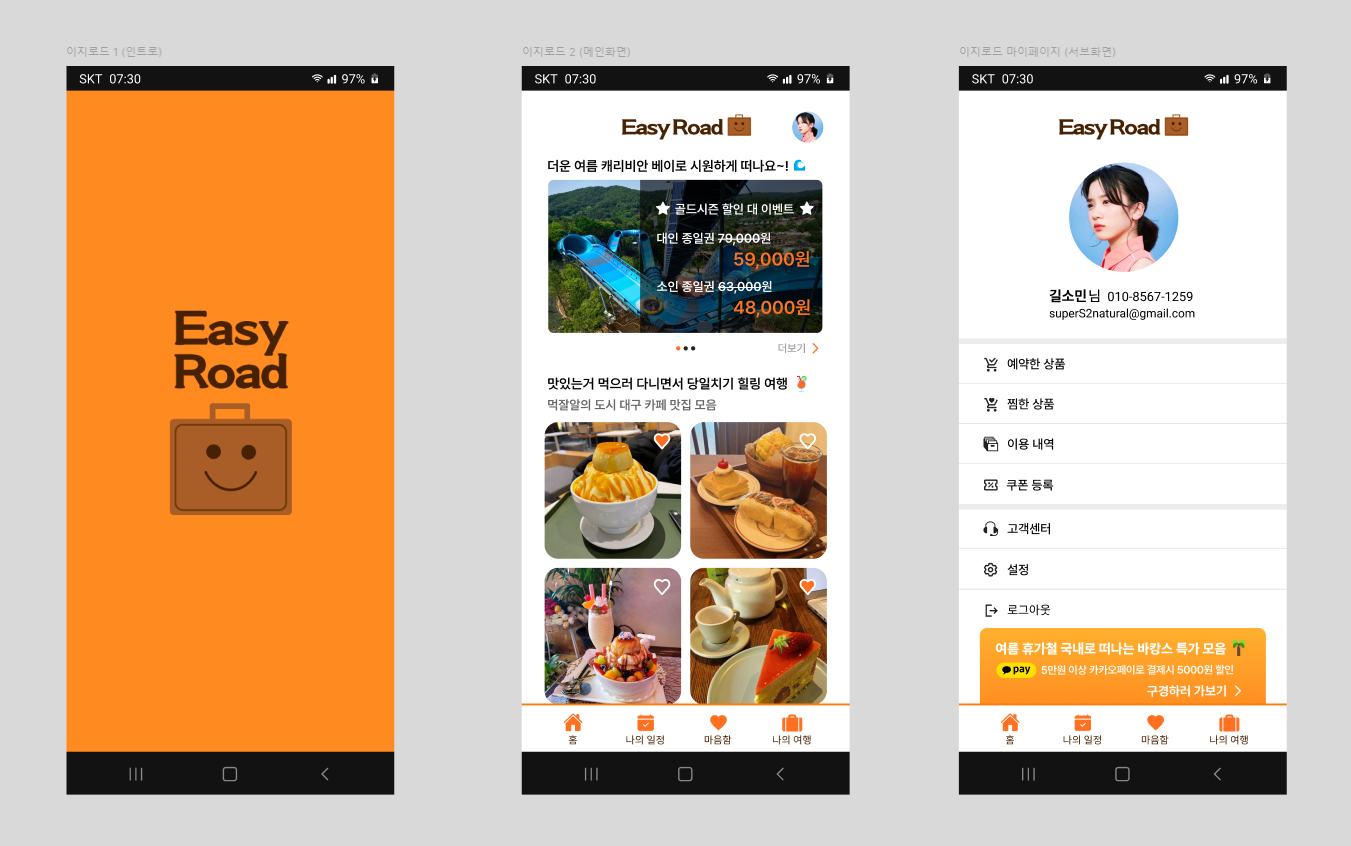 이지로드 1 (인트로)
SKT 07:30
97%
Easy
Road
이지로드 2 (메인화면)
SKT 07:30
97%
Easy Road
더운 여름 캐리비안 베이로 시원하게 떠나요~!
골드시즌 할인 대 이벤트
대인 종일권 79,000원
59,000원
소인 종일권 63,000원
48,000원
더보기
맛있는거 먹으러 다니면서 당일치기 힐링 여행
먹잘알의 도시 대구 카페 맛집 모음
홈
나의 일정
마음함
나의 여행
이지로드 마이페이지 (서브화면)
SKT 07:30
97%
Easy Road
길소민님 010-8567-1259
superS2natural@gmail.com
예약한 상품
찜한 상품
이용 내역
쿠폰 등록
고객센터
설정
로그아웃
여름 휴가철 국내로 떠나는 바캉스 특가 모음
pay 5만원 이상 카카오페이로 결제시 5000원 할인
구경하러 가보기
홈
나의 일정
마음함
나의 여행